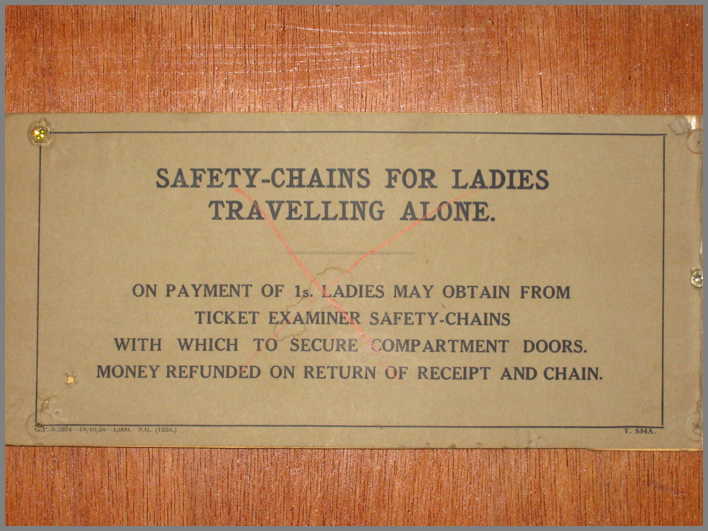 SAFETY-CHAINS FOR LADIES
TRAVELLING ALONE.
ON PAYMENT OF 1s. LADIES MAY OBTAIN FROM
TICKET EXAMINER SAFETY-CHAINS
WITH WHICH TO SECURE COMPARTMENT DOORS.
MONEY REFUNDED ON RETURN OF RECEIPT AND CHAIN.
T. 534A.